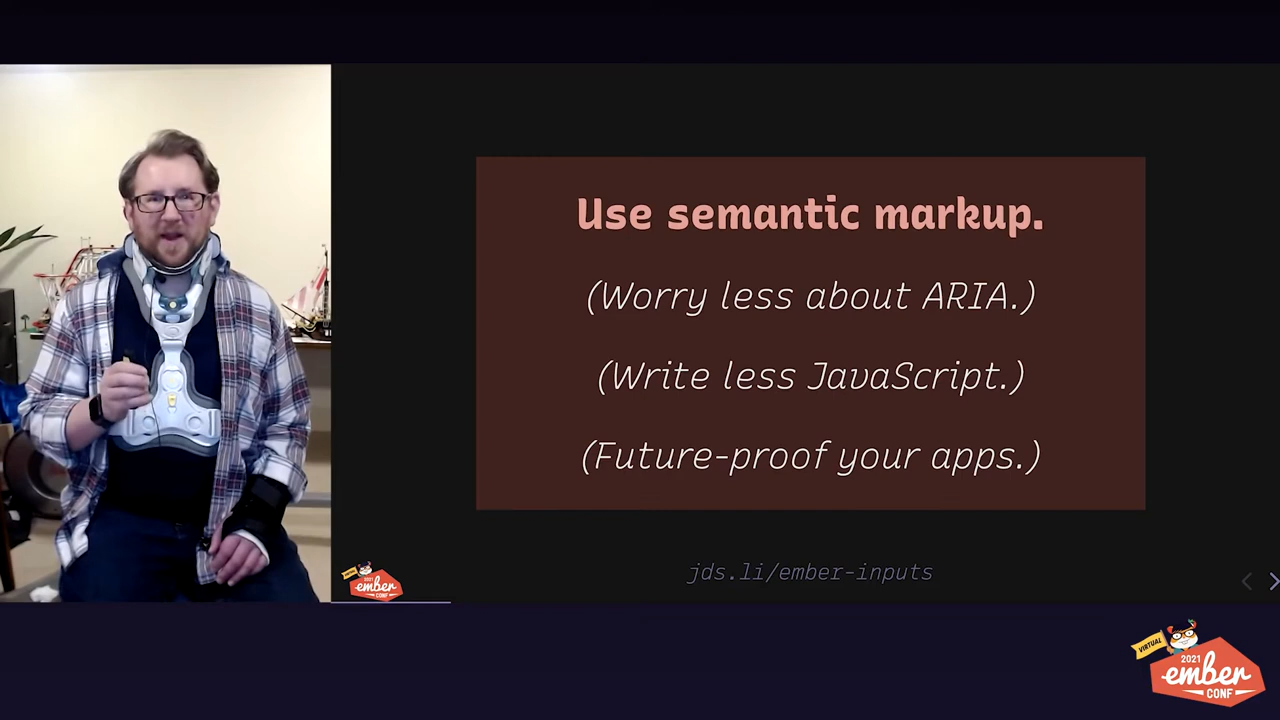 Use semantic markup.
(Worry less about ARIA.)
(Write less JavaScript.)
(Future-proof your apps.)
jds.li/ember-inputs
2021
ember
CONF
VIRTUAL
2021
ember
CONF